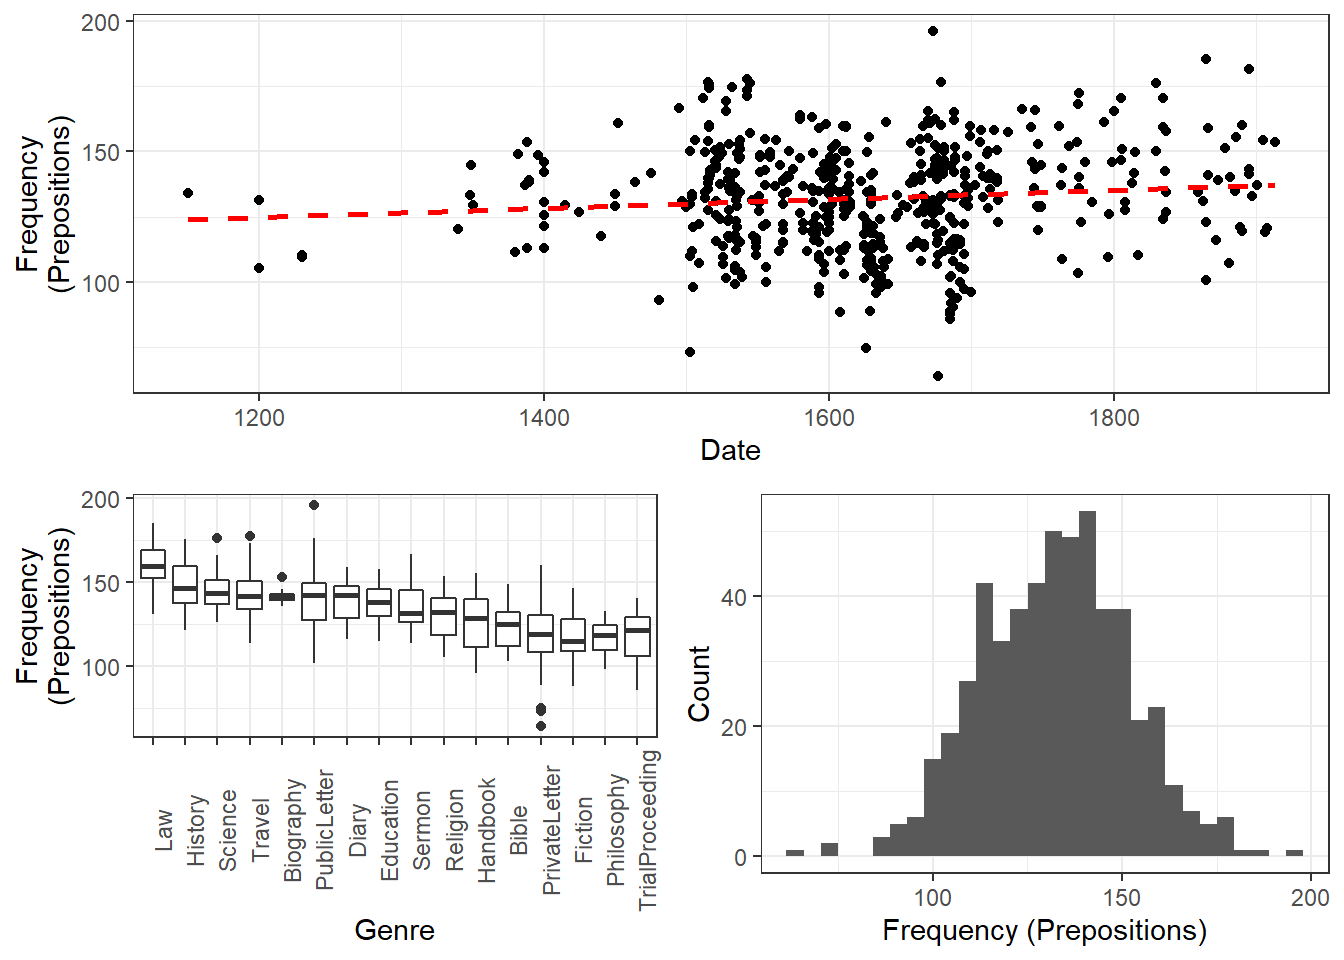 200
150
100
Frequency
(Prepositions)
1200 1400 1600 1800
Date
200
150
100
Frequency
(Prepositions)
Law
History
Science
Travel
Biography
PublicLetter
Diary
Education
Sermon
Religion
Handbook
Bible
PrivateLetter
Fiction
Philosophy
TrialProceeding
Genre
40
20
0
Count
100 150 200
Frequency (Prepositions)